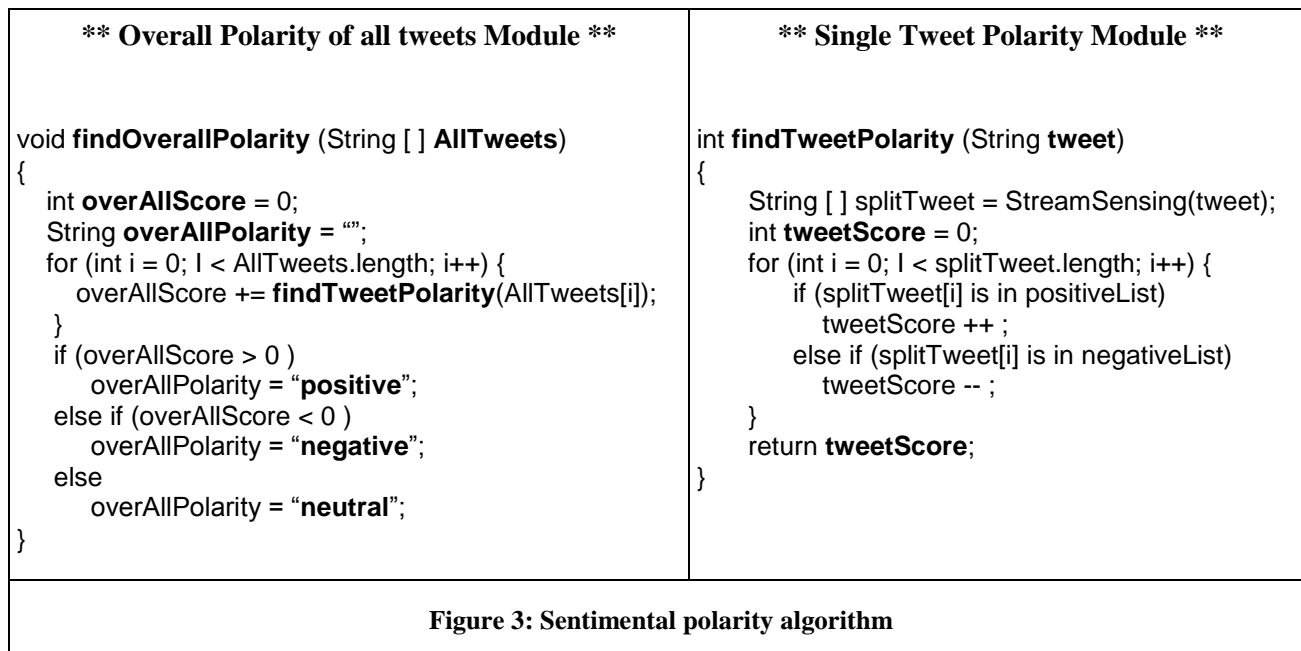 ** Overall Polarity of all tweets Module **
void findOverallPolarity (String [ ] AllTweets)
{
int overAllScore = 0;
String overAllPolarity = “”;
for (int i = 0; I < AllTweets.length; i++) {
overAllScore += findTweetPolarity(AllTweets[i]);
}
if (overAllScore > 0 )
overAllPolarity = “positive”;
else if (overAllScore < 0 )
overAllPolarity = “negative”;
else
overAllPolarity = “neutral”;
}
** Single Tweet Polarity Module **
int findTweetPolarity (String tweet)
{
String [ ] splitTweet = StreamSensing(tweet);
int tweetScore = 0;
for (int i = 0; I < splitTweet.length; i++) {
if (splitTweet[i] is in positiveList)
tweetScore ++ ;
else if (splitTweet[i] is in negativeList)
tweetScore -- ;
}
return tweetScore;
}
Figure 3: Sentimental polarity algorithm